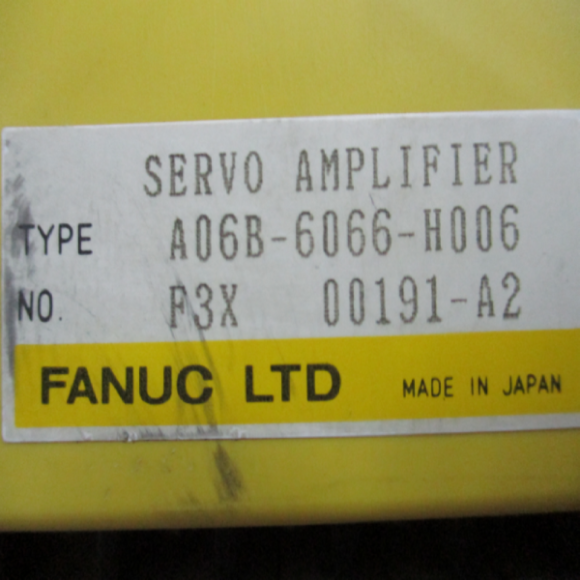 SERVO AMPLIFIER
TYPE A06B-6066-H006
NO. F3X 00191-A2
FANUC LTD MADE IN JAPAN